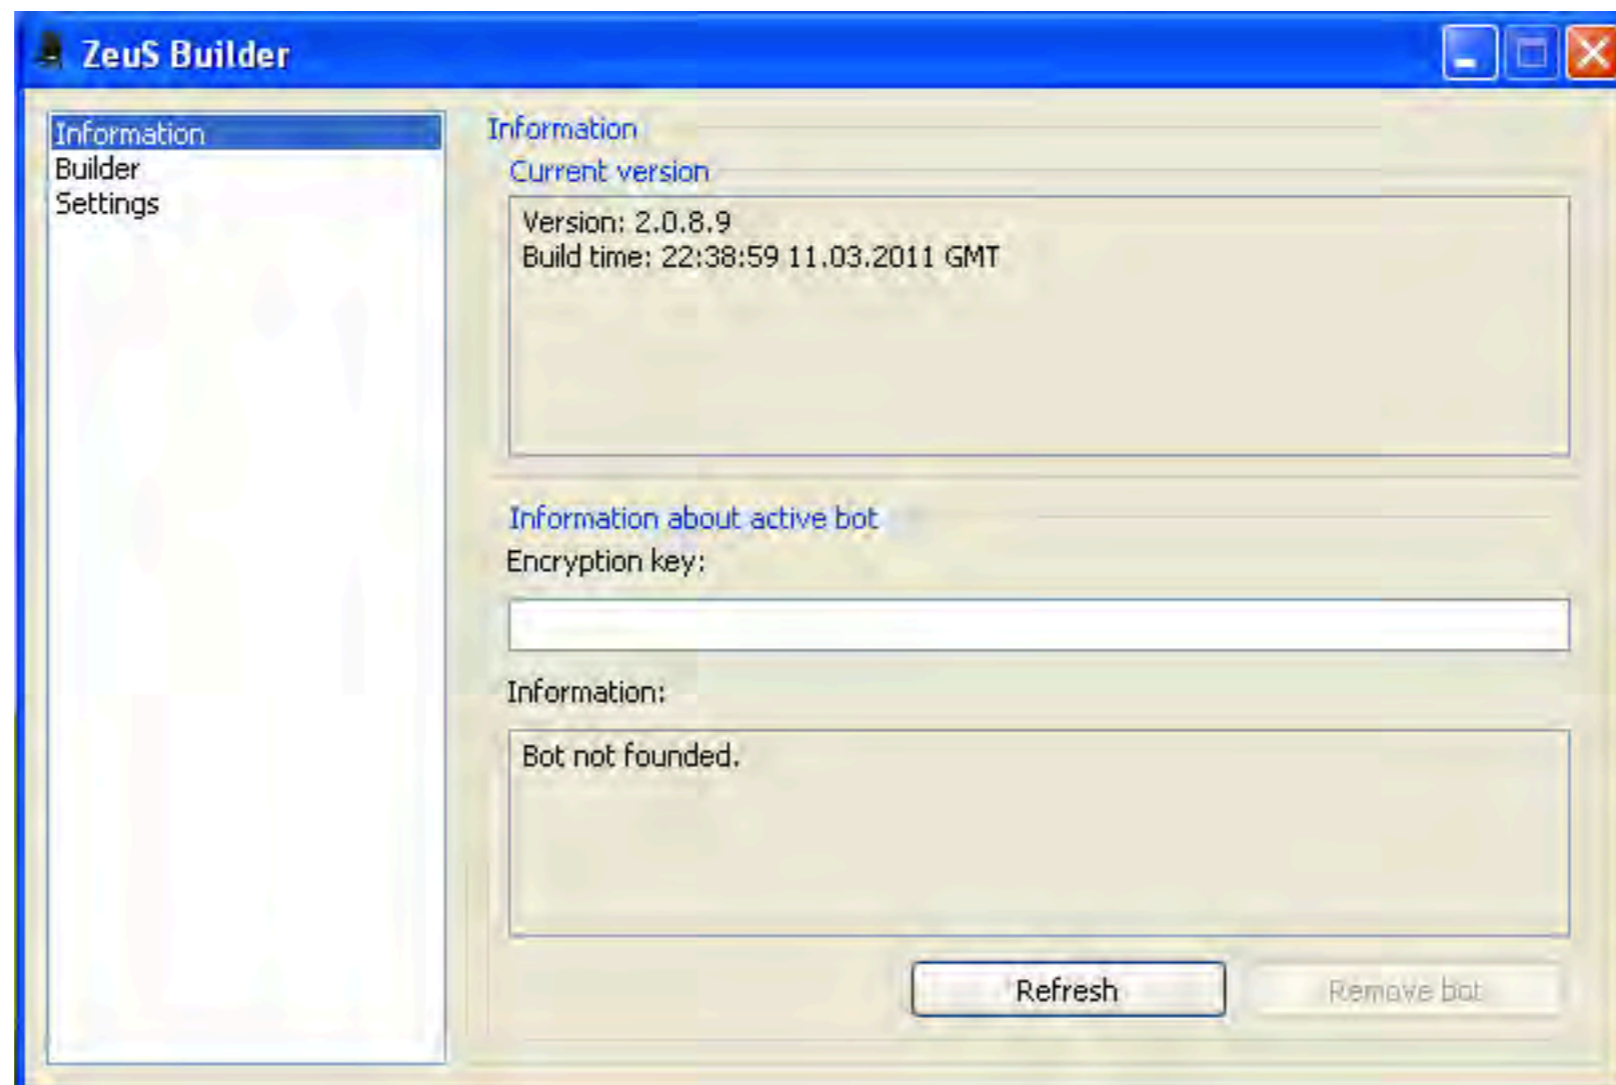 ZeuS Builder
Information
Builder
Settings
Information
Current version
Version: 2.0.8.9
Build time: 22:38:59 11.03.2011 GMT
Information about active bot
Encryption key:
Information:
Bot not founded.
Refresh
Remove bot